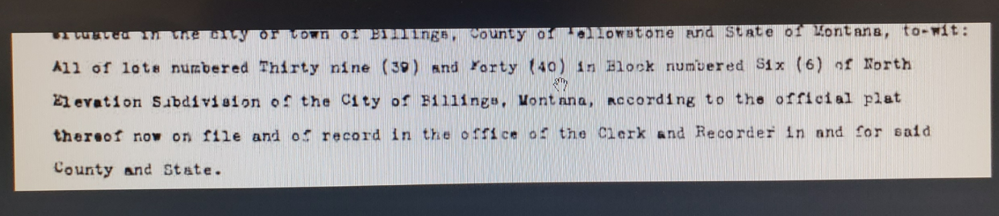 situated in the city or town of Billings, County of Yellowstone and State of Montana, to-wit:
All of lots numbered Thirty nine (39) and Forty (40) in Block numbered Six (6) of North
Elevation Subdivision of the City of Billings, Montana, according to the official plat
thereof now on file and of record in the office of the Clerk and Recorder in and for said
County and State.